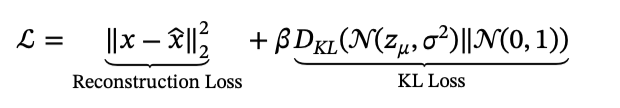 ℒ = ‖x − x̂‖₂² + βD_KL(𝒩(z_μ, σ²)‖𝒩(0, 1))
Reconstruction Loss KL Loss